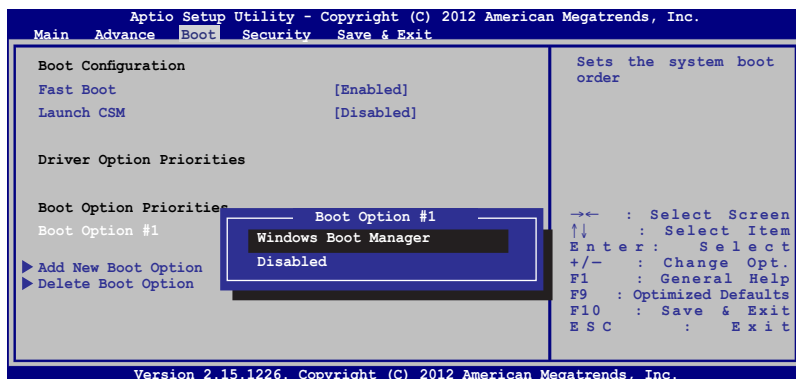 Aptio Setup Utility - Copyright (C) 2012 American Megatrends, Inc.
Main Advance Boot Security Save & Exit
Boot Configuration
Fast Boot [Enabled]
Launch CSM [Disabled]
Driver Option Priorities
Boot Option Priorities
Boot Option #1
Add New Boot Option
Delete Boot Option
Boot Option #1
Windows Boot Manager
Disabled
Sets the system boot
order
→← : Select Screen
↑↓ : Select Item
Enter: Select
+/— : Change Opt.
F1 : General Help
F9 : Optimized Defaults
F10 : Save & Exit
ESC : Exit
Version 2.15.1226. Copyright (C) 2012 American Megatrends, Inc.